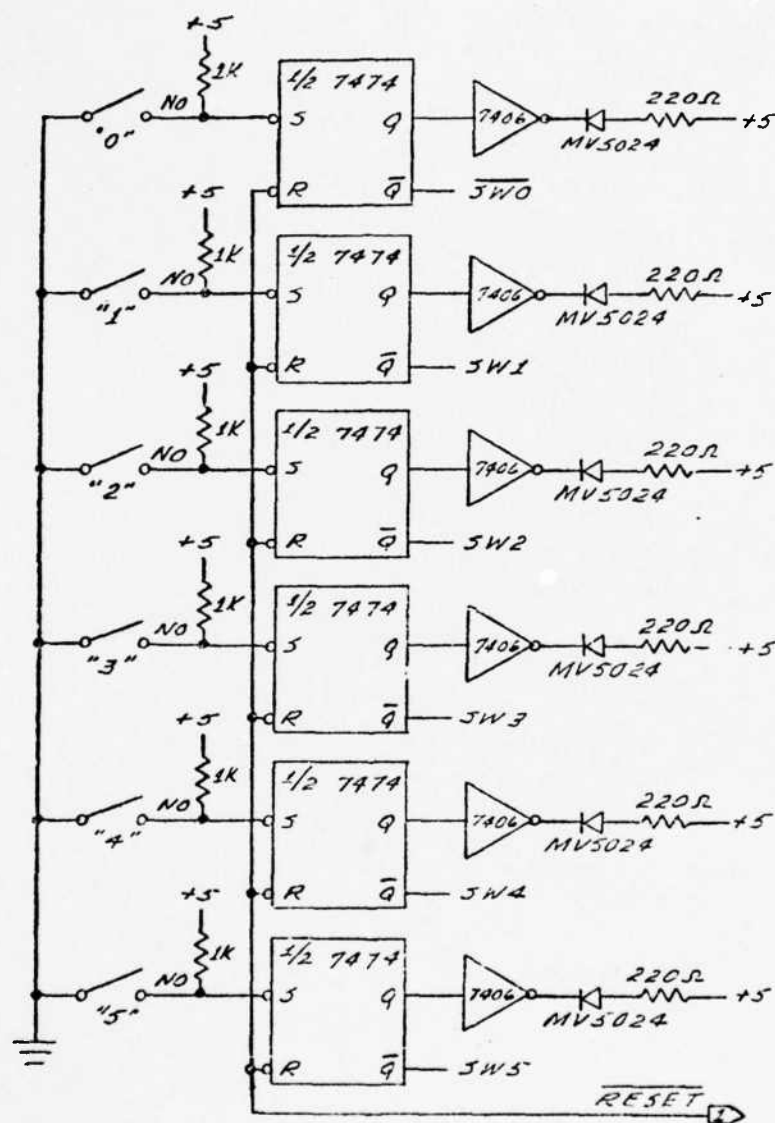 +5
1K
1/2 7474
"0" NO S Q 7406 MV5024 220Ω +5
R Q̅ S̅W̅0̅
+5
1K
1/2 7474
"1" NO S Q 7406 MV5024 220Ω +5
R Q̅ SW1
+5
1K
1/2 7474
"2" NO S Q 7406 MV5024 220Ω +5
R Q̅ SW2
+5
1K
1/2 7474
"3" NO S Q 7406 MV5024 220Ω +5
R Q̅ SW3
+5
1K
1/2 7474
"4" NO S Q 7406 MV5024 220Ω +5
R Q̅ SW4
+5
1K
1/2 7474
"5" NO S Q 7406 MV5024 220Ω +5
R Q̅ SW5
R̅E̅S̅E̅T̅ 1